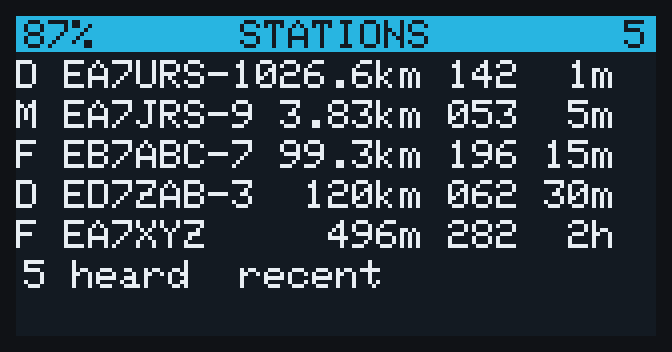 87% STATIONS 5
D EA7URS-1026.6km 142 1m
M EA7JRS-9 3.83km 053 5m
F EB7ABC-7 99.3km 196 15m
D ED7ZAB-3 120km 062 30m
F EA7XYZ 496m 282 2h
5 heard recent